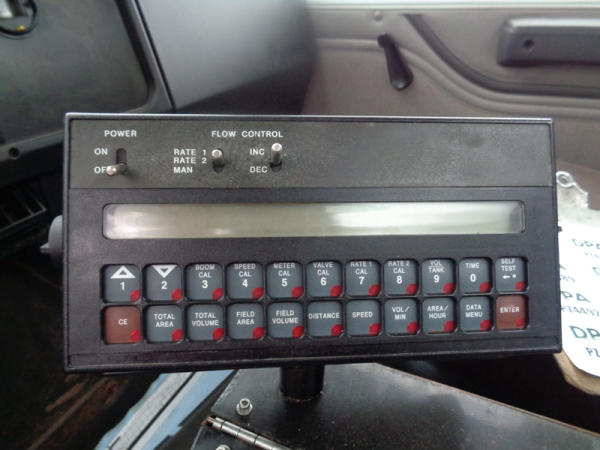 POWER
FLOW CONTROL
ON
OFF
RATE 1
RATE 2
MAN
INC
DEC
1
2
BOOM CAL 3
SPEED CAL 4
METER CAL 5
VALVE CAL 6
RATE 1 CAL 7
RATE 2 CAL 8
VOL TANK 9
TIME 0
SELF TEST
CE
TOTAL AREA
TOTAL VOLUME
FIELD AREA
FIELD VOLUME
DISTANCE
SPEED
VOL/ MIN
AREA/ HOUR
DATA MENU
ENTER
DPA